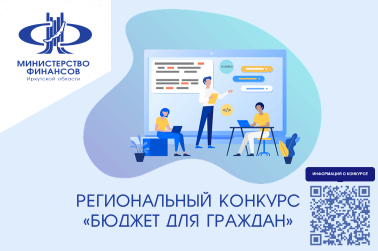 МИНИСТЕРСТВО
ФИНАНСОВ
Иркутской области
</>
РЕГИОНАЛЬНЫЙ КОНКУРС
«БЮДЖЕТ ДЛЯ ГРАЖДАН»
ИНФОРМАЦИЯ О КОНКУРСЕ